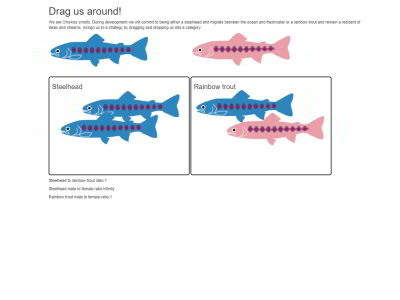 Drag us around!
We are Omykiss smolts. During development we will commit to being either a steelhead and migrate between the ocean and freshwater or a rainbow trout and remain a resident of
lakes and streams. Assign us to a strategy by dragging and dropping us into a category.
Steelhead
Rainbow trout
Steelhead to rainbow trout ratio:1
Steelhead male to female ratio:Infinity
Rainbow trout male to female ratio:1